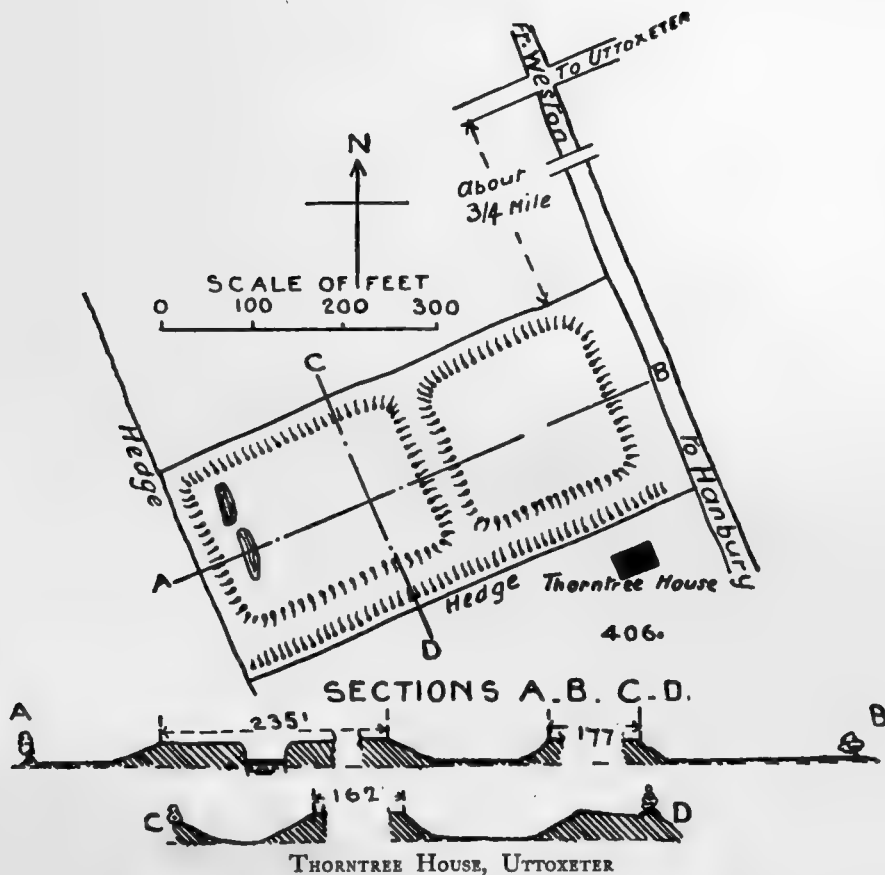 Fr. Weston
To UTTOXETER
N
About
3/4 Mile
SCALE OF FEET
0 100 200 300
C
B
Hedge
A
To Hanbury
Hedge
Thorntree House
D
406.
SECTIONS A-B. C-D.
A
B
235'
177
162
C
D
THORNTREE HOUSE, UTTOXETER